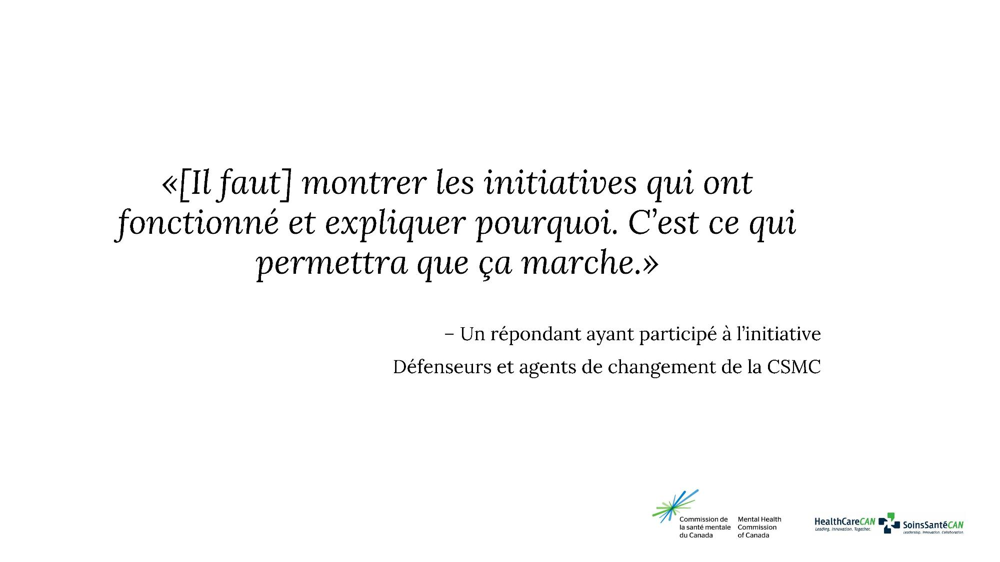 «[Il faut] montrer les initiatives qui ont
fonctionné et expliquer pourquoi. C’est ce qui
permettra que ça marche.»
– Un répondant ayant participé à l’initiative
Défenseurs et agents de changement de la CSMC
Commission de
la santé mentale
du Canada
Mental Health
Commission
of Canada
HealthCareCAN
Leading. Innovation. Together.
SoinsSantéCAN
Leadership. Innovation. Collaboration.